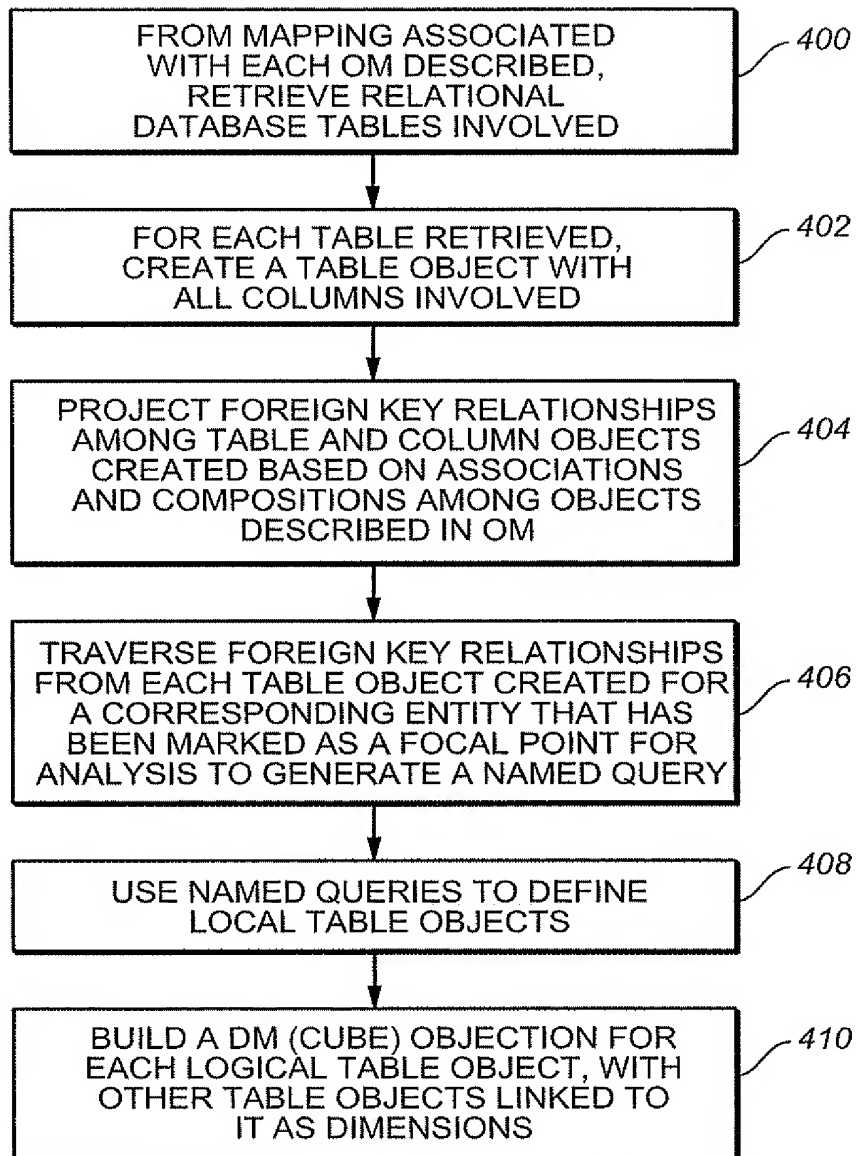 FROM MAPPING ASSOCIATED
WITH EACH OM DESCRIBED,
RETRIEVE RELATIONAL
DATABASE TABLES INVOLVED
400
FOR EACH TABLE RETRIEVED,
CREATE A TABLE OBJECT WITH
ALL COLUMNS INVOLVED
402
PROJECT FOREIGN KEY RELATIONSHIPS
AMONG TABLE AND COLUMN OBJECTS
CREATED BASED ON ASSOCIATIONS
AND COMPOSITIONS AMONG OBJECTS
DESCRIBED IN OM
404
TRAVERSE FOREIGN KEY RELATIONSHIPS
FROM EACH TABLE OBJECT CREATED FOR
A CORRESPONDING ENTITY THAT HAS
BEEN MARKED AS A FOCAL POINT FOR
ANALYSIS TO GENERATE A NAMED QUERY
406
USE NAMED QUERIES TO DEFINE
LOCAL TABLE OBJECTS
408
BUILD A DM (CUBE) OBJECTION FOR
EACH LOGICAL TABLE OBJECT, WITH
OTHER TABLE OBJECTS LINKED TO
IT AS DIMENSIONS
410